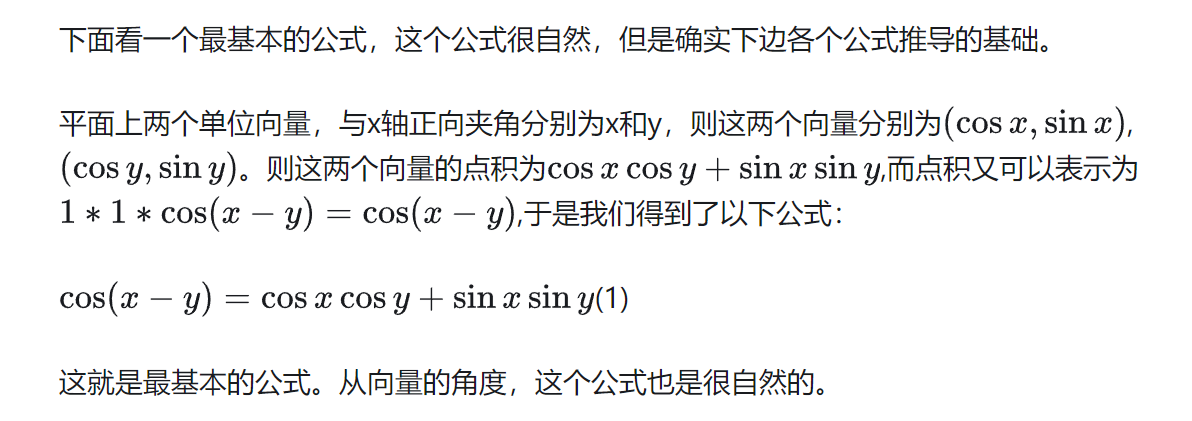 下面看一个最基本的公式，这个公式很自然，但是确实下边各个公式推导的基础。
平面上两个单位向量，与x轴正向夹角分别为x和y，则这两个向量分别为(cos x, sin x),
(cos y, sin y)。则这两个向量的点积为cos x cos y + sin x sin y,而点积又可以表示为
1 * 1 * cos(x − y) = cos(x − y),于是我们得到了以下公式：
cos(x − y) = cos x cos y + sin x sin y(1)
这就是最基本的公式。从向量的角度，这个公式也是很自然的。